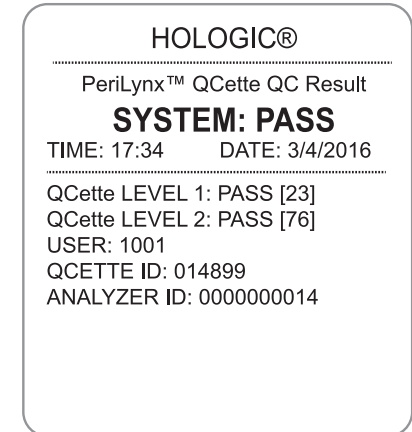 HOLOGIC®
PeriLynx™ QCette QC Result
SYSTEM: PASS
TIME: 17:34 DATE: 3/4/2016
QCette LEVEL 1: PASS [23]
QCette LEVEL 2: PASS [76]
USER: 1001
QCETTE ID: 014899
ANALYZER ID: 0000000014